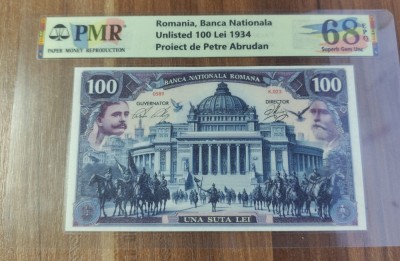 PMR
PAPER MONEY REPRODUCTION
Romania, Banca Nationala
Unlisted 100 Lei 1934
Proiect de Petre Abrudan
68
Superb Gem Unc
BANCA NATIONALA ROMANA
100
100
GUVERNATOR
DIRECTOR
UNA SUTA LEI